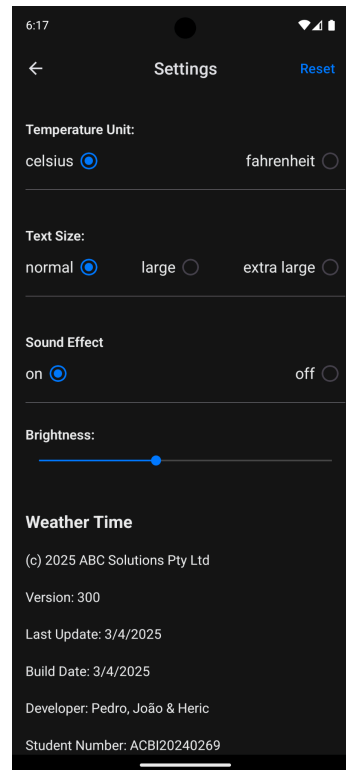 6:17
Settings
Reset
Temperature Unit:
celsius fahrenheit
Text Size:
normal large extra large
Sound Effect
on off
Brightness:
Weather Time
(c) 2025 ABC Solutions Pty Ltd
Version: 300
Last Update: 3/4/2025
Build Date: 3/4/2025
Developer: Pedro, João & Heric
Student Number: ACBI20240269